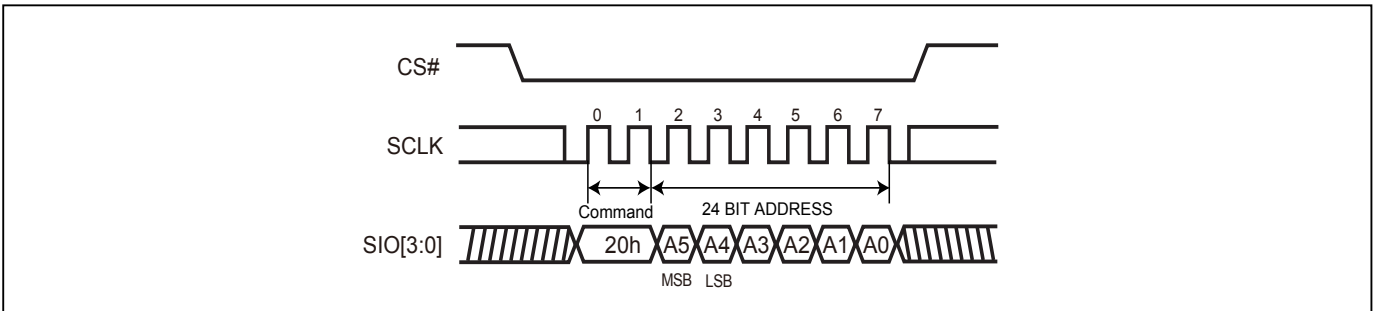 CS#
0 1 2 3 4 5 6 7
SCLK
Command 24 BIT ADDRESS
SIO[3:0] 20h A5 A4 A3 A2 A1 A0
MSB LSB